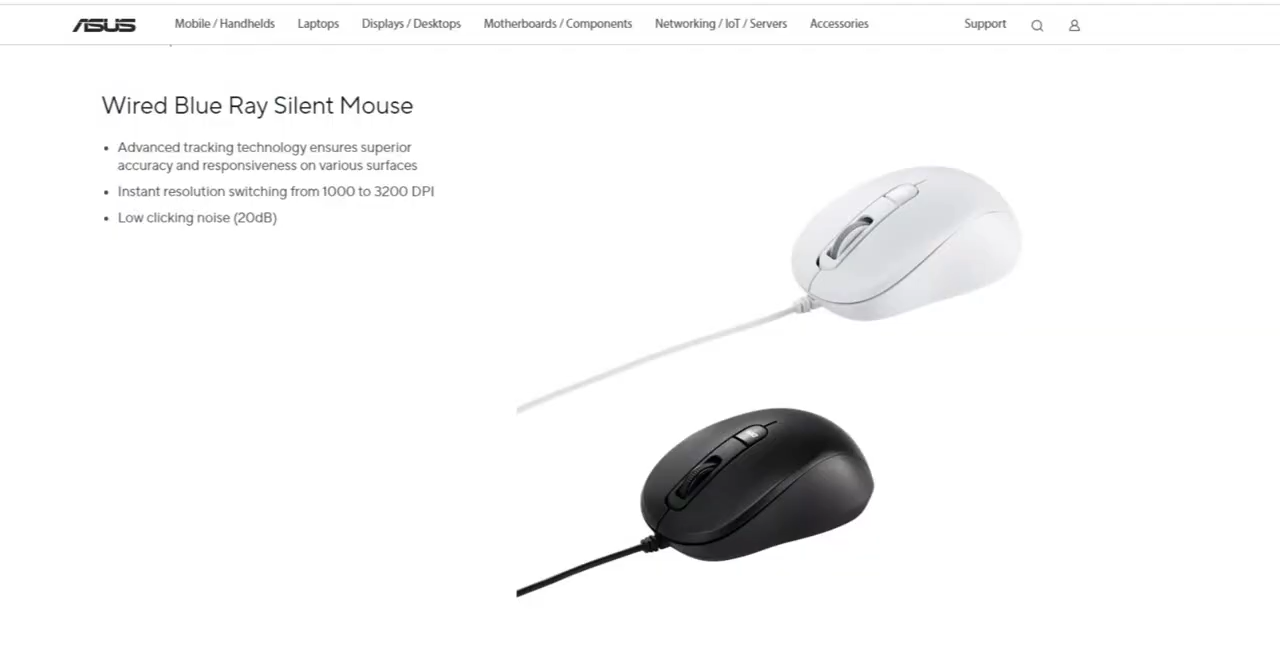 ASUS
Mobile / Handhelds
Laptops
Displays / Desktops
Motherboards / Components
Networking / IoT / Servers
Accessories
Support
Wired Blue Ray Silent Mouse
• Advanced tracking technology ensures superior
accuracy and responsiveness on various surfaces
• Instant resolution switching from 1000 to 3200 DPI
• Low clicking noise (20dB)